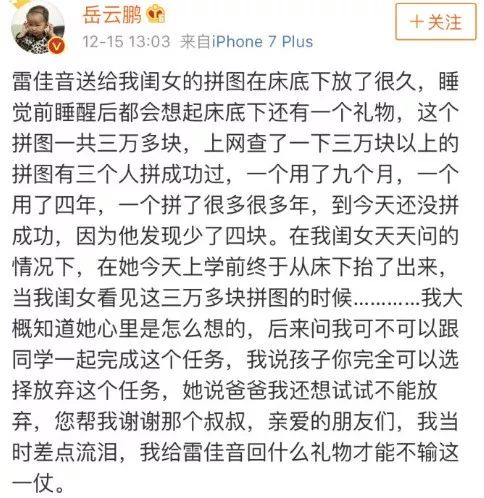 岳云鹏
+关注
12-15 13:03 来自iPhone 7 Plus
雷佳音送给我闺女的拼图在床底下放了很久，睡
觉前睡醒后都会想起床底下还有一个礼物，这个
拼图一共三万多块，上网查了一下三万块以上的
拼图有三个人拼成功过，一个用了九个月，一个
用了四年，一个拼了很多很多年，到今天还没拼
成功，因为他发现少了四块。在我闺女天天问的
情况下，在她今天上学前终于从床下抬了出来，
当我闺女看见这三万多块拼图的时候…………我大
概知道她心里是怎么想的，后来问我可不可以跟
同学一起完成这个任务，我说孩子你完全可以选
择放弃这个任务，她说爸爸我还想试试不能放
弃，您帮我谢谢那个叔叔，亲爱的朋友们，我当
时差点流泪，我给雷佳音回什么礼物才能不输这
一仗。